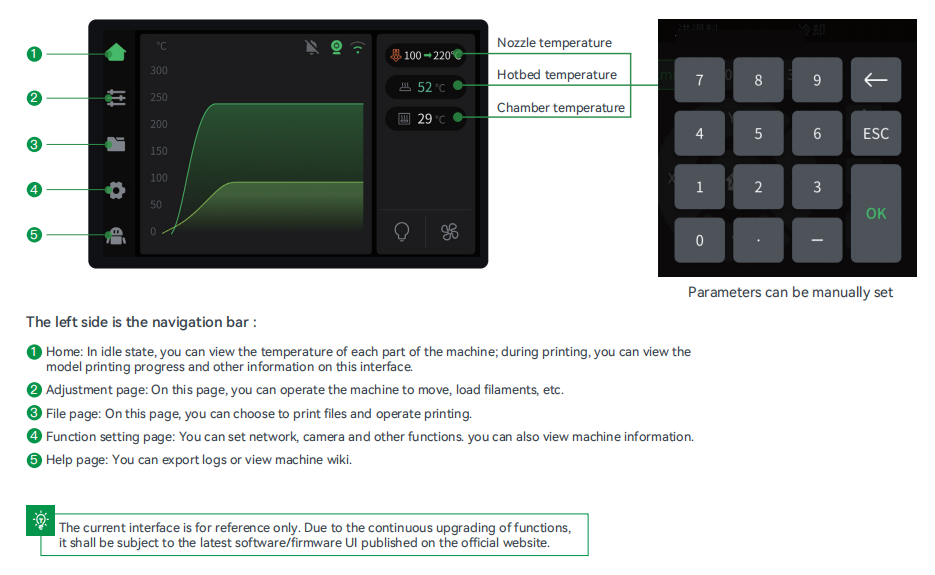 ℃
300
250
200
150
100
50
0
100 → 220℃
52 ℃
29 ℃
Nozzle temperature
Hotbed temperature
Chamber temperature
冷却
7 8 9 ←
4 5 6 ESC
1 2 3
OK
0 . –
Parameters can be manually set
1
2
3
4
5
The left side is the navigation bar :
1 Home: In idle state, you can view the temperature of each part of the machine; during printing, you can view the
model printing progress and other information on this interface.
2 Adjustment page: On this page, you can operate the machine to move, load filaments, etc.
3 File page: On this page, you can choose to print files and operate printing.
4 Function setting page: You can set network, camera and other functions. you can also view machine information.
5 Help page: You can export logs or view machine wiki.
The current interface is for reference only. Due to the continuous upgrading of functions,
it shall be subject to the latest software/firmware UI published on the official website.